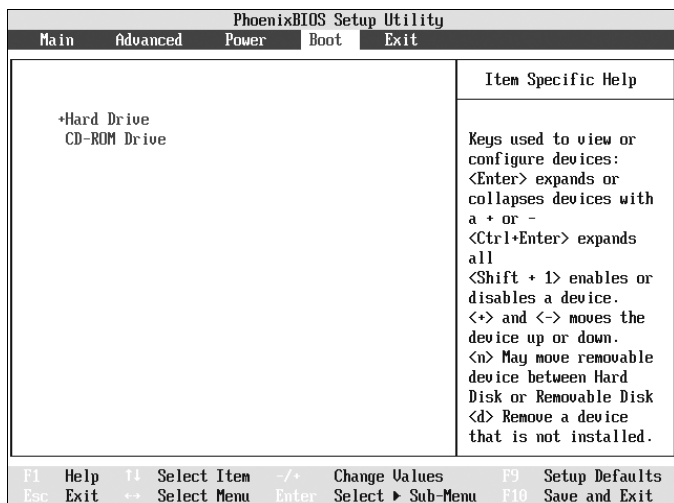 PhoenixBIOS Setup Utility
Main Advanced Power Boot Exit
+Hard Drive
CD-ROM Drive
Item Specific Help
Keys used to view or
configure devices:
<Enter> expands or
collapses devices with
a + or -
<Ctrl+Enter> expands
all
<Shift + 1> enables or
disables a device.
<+> and <-> moves the
device up or down.
<n> May move removable
device between Hard
Disk or Removable Disk
<d> Remove a device
that is not installed.
F1 Help ↑↓ Select Item -/+ Change Values F9 Setup Defaults
Esc Exit ↔ Select Menu Enter Select ▶ Sub-Menu F10 Save and Exit